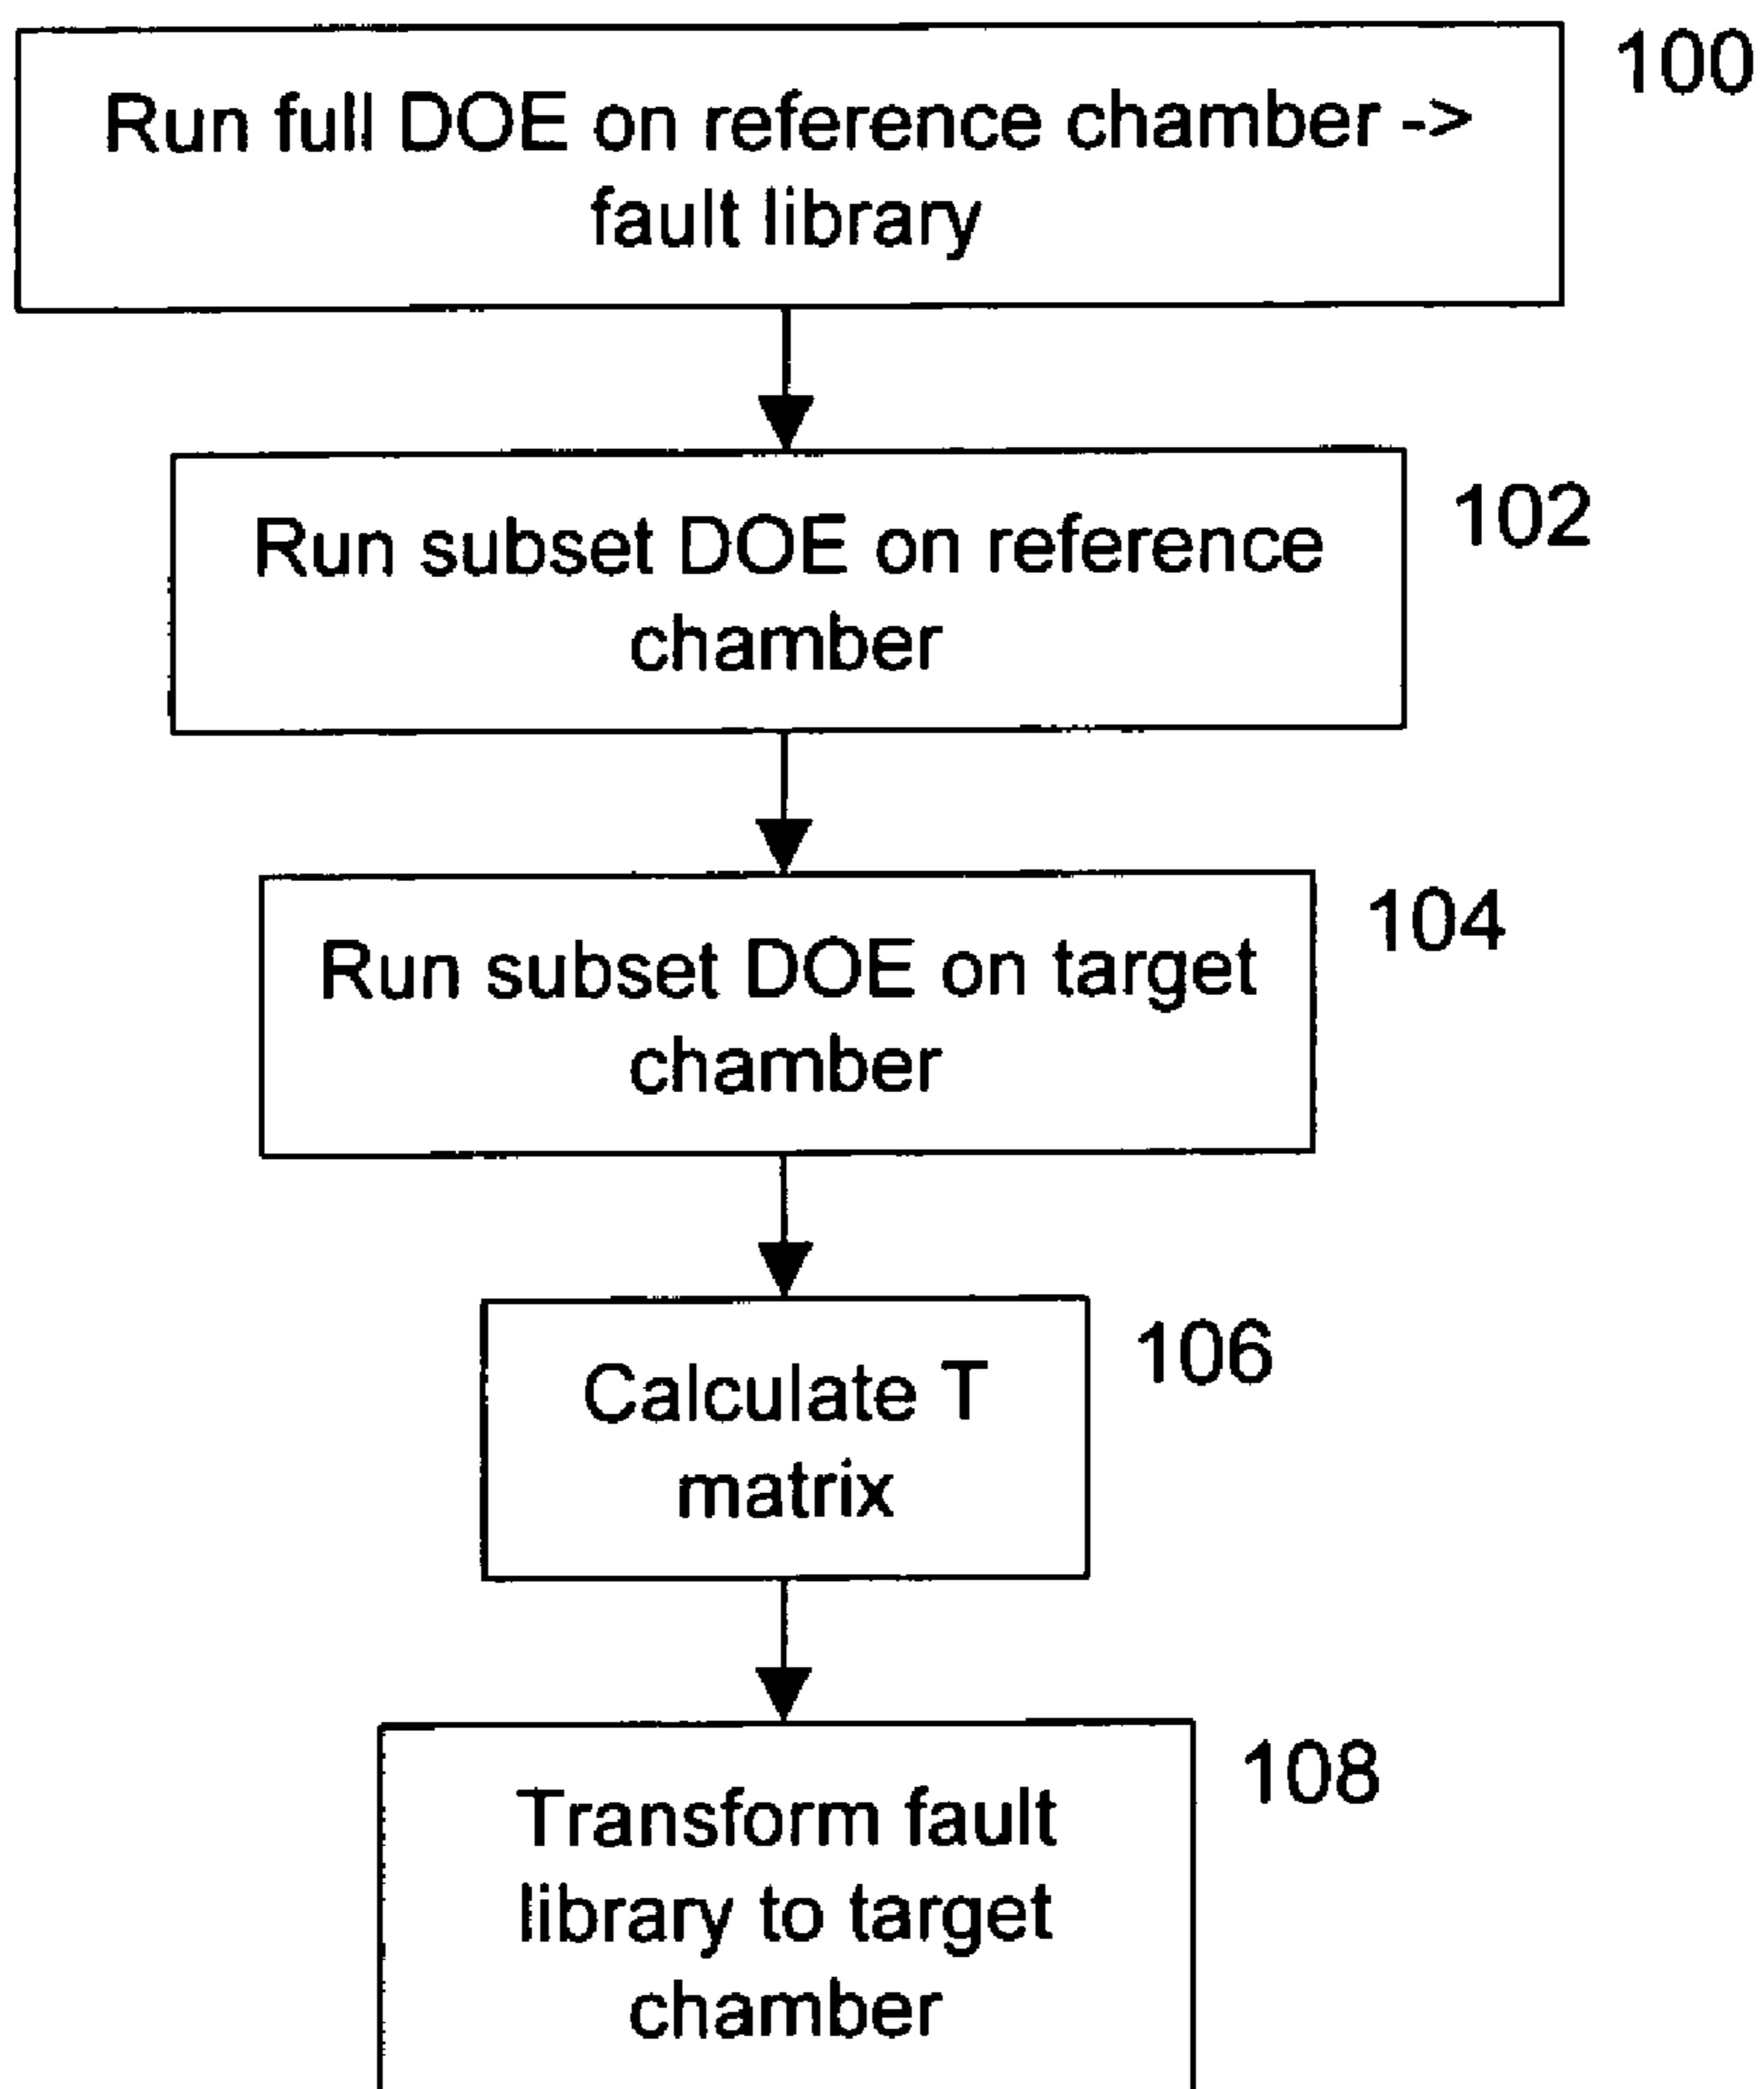 Run full DOE on reference chamber ->
fault library
100
Run subset DOE on reference
chamber
102
Run subset DOE on target
chamber
104
Calculate T
matrix
106
Transform fault
library to target
chamber
108